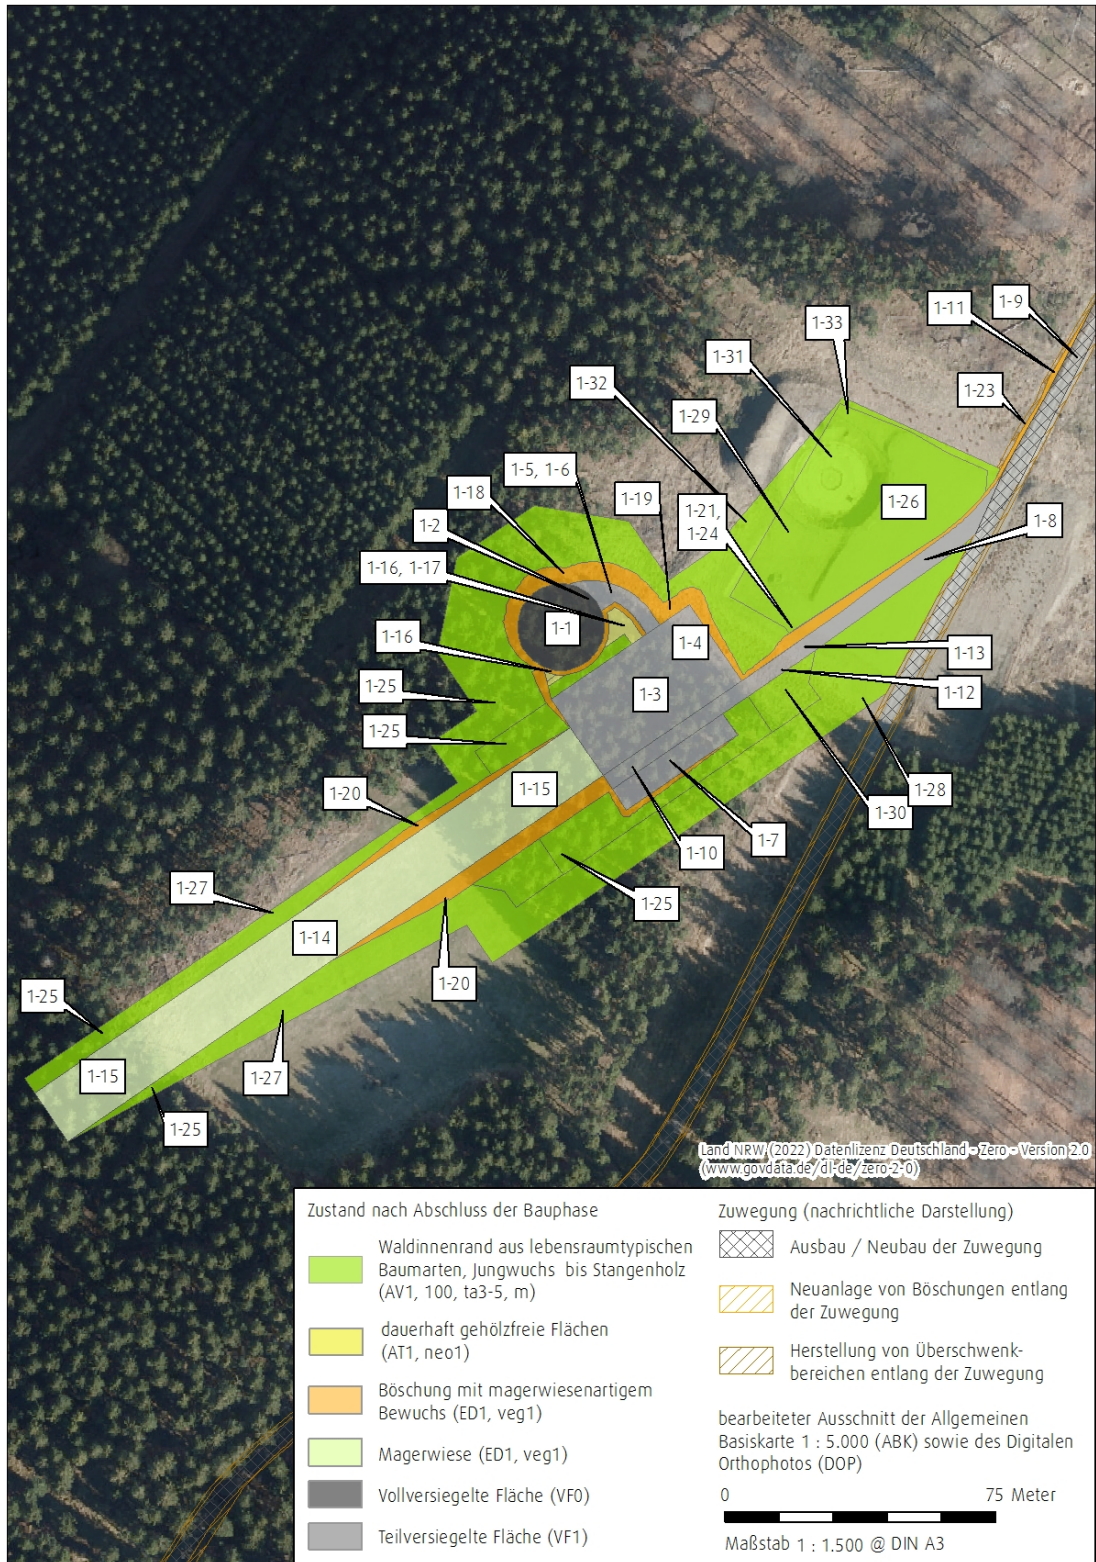 1-9
1-11
1-33
1-31
1-23
1-32
1-29
1-5, 1-6
1-19
1-18
1-21,
1-24
1-26
1-2
1-8
1-16, 1-17
1-1
1-4
1-16
1-13
1-3
1-12
1-25
1-25
1-15
1-20
1-28
1-30
1-7
1-10
1-27
1-25
1-14
1-20
1-25
1-15
1-27
1-25
Land NRW (2022) Datenlizenz Deutschland - Zero - Version 2.0
(www.govdata.de/dl-de/zero-2-0)
Zustand nach Abschluss der Bauphase
Waldinnenrand aus lebensraumtypischen
Baumarten, Jungwuchs bis Stangenholz
(AV1, 100, ta3-5, m)
dauerhaft gehölzfreie Flächen
(AT1, neo1)
Böschung mit magerwiesenartigem
Bewuchs (ED1, veg1)
Magerwiese (ED1, veg1)
Vollversiegelte Fläche (VF0)
Teilversiegelte Fläche (VF1)
Zuwegung (nachrichtliche Darstellung)
Ausbau / Neubau der Zuwegung
Neuanlage von Böschungen entlang
der Zuwegung
Herstellung von Überschwenk-
bereichen entlang der Zuwegung
bearbeiteter Ausschnitt der Allgemeinen
Basiskarte 1 : 5.000 (ABK) sowie des Digitalen
Orthophotos (DOP)
0 75 Meter
Maßstab 1 : 1.500 @ DIN A3